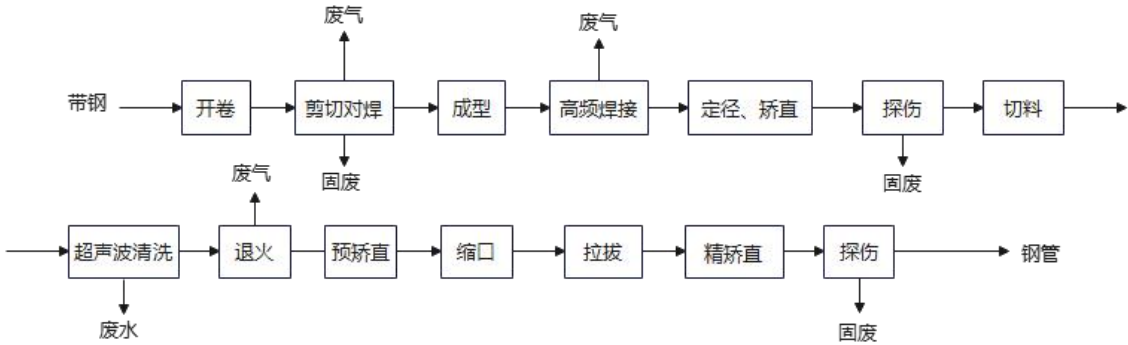 废气
废气
带钢
开卷
剪切对焊
成型
高频焊接
定径、矫直
探伤
切料
固废
固废
废气
超声波清洗
退火
预矫直
缩口
拉拔
精矫直
探伤
钢管
废水
固废